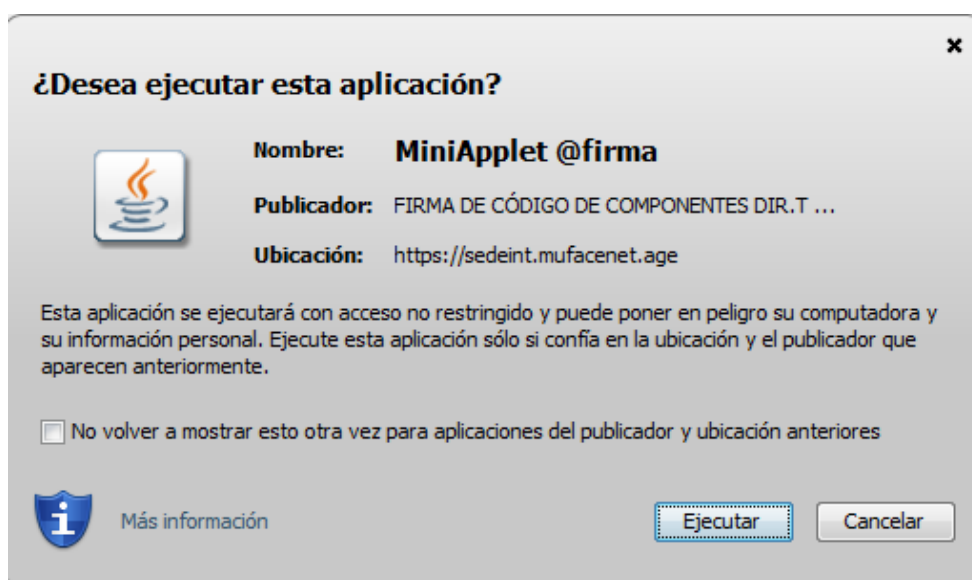 ¿Desea ejecutar esta aplicación?
Nombre: MiniApplet @firma
Publicador: FIRMA DE CÓDIGO DE COMPONENTES DIR.T ...
Ubicación: https://sedeint.mufacenet.age
Esta aplicación se ejecutará con acceso no restringido y puede poner en peligro su computadora y
su información personal. Ejecute esta aplicación sólo si confía en la ubicación y el publicador que
aparecen anteriormente.
No volver a mostrar esto otra vez para aplicaciones del publicador y ubicación anteriores
Más información
Ejecutar
Cancelar